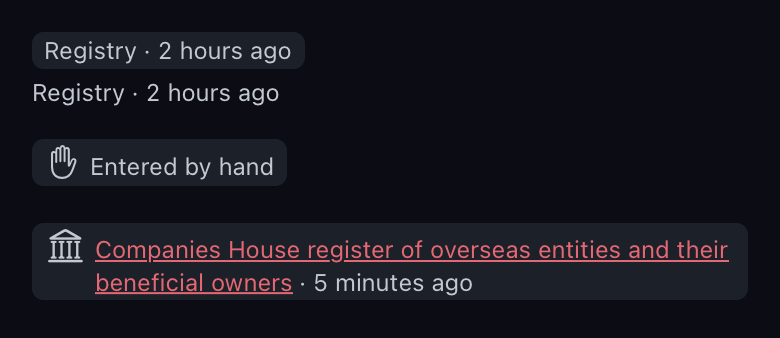 Registry · 2 hours ago
Registry · 2 hours ago
Entered by hand
Companies House register of overseas entities and their
beneficial owners · 5 minutes ago